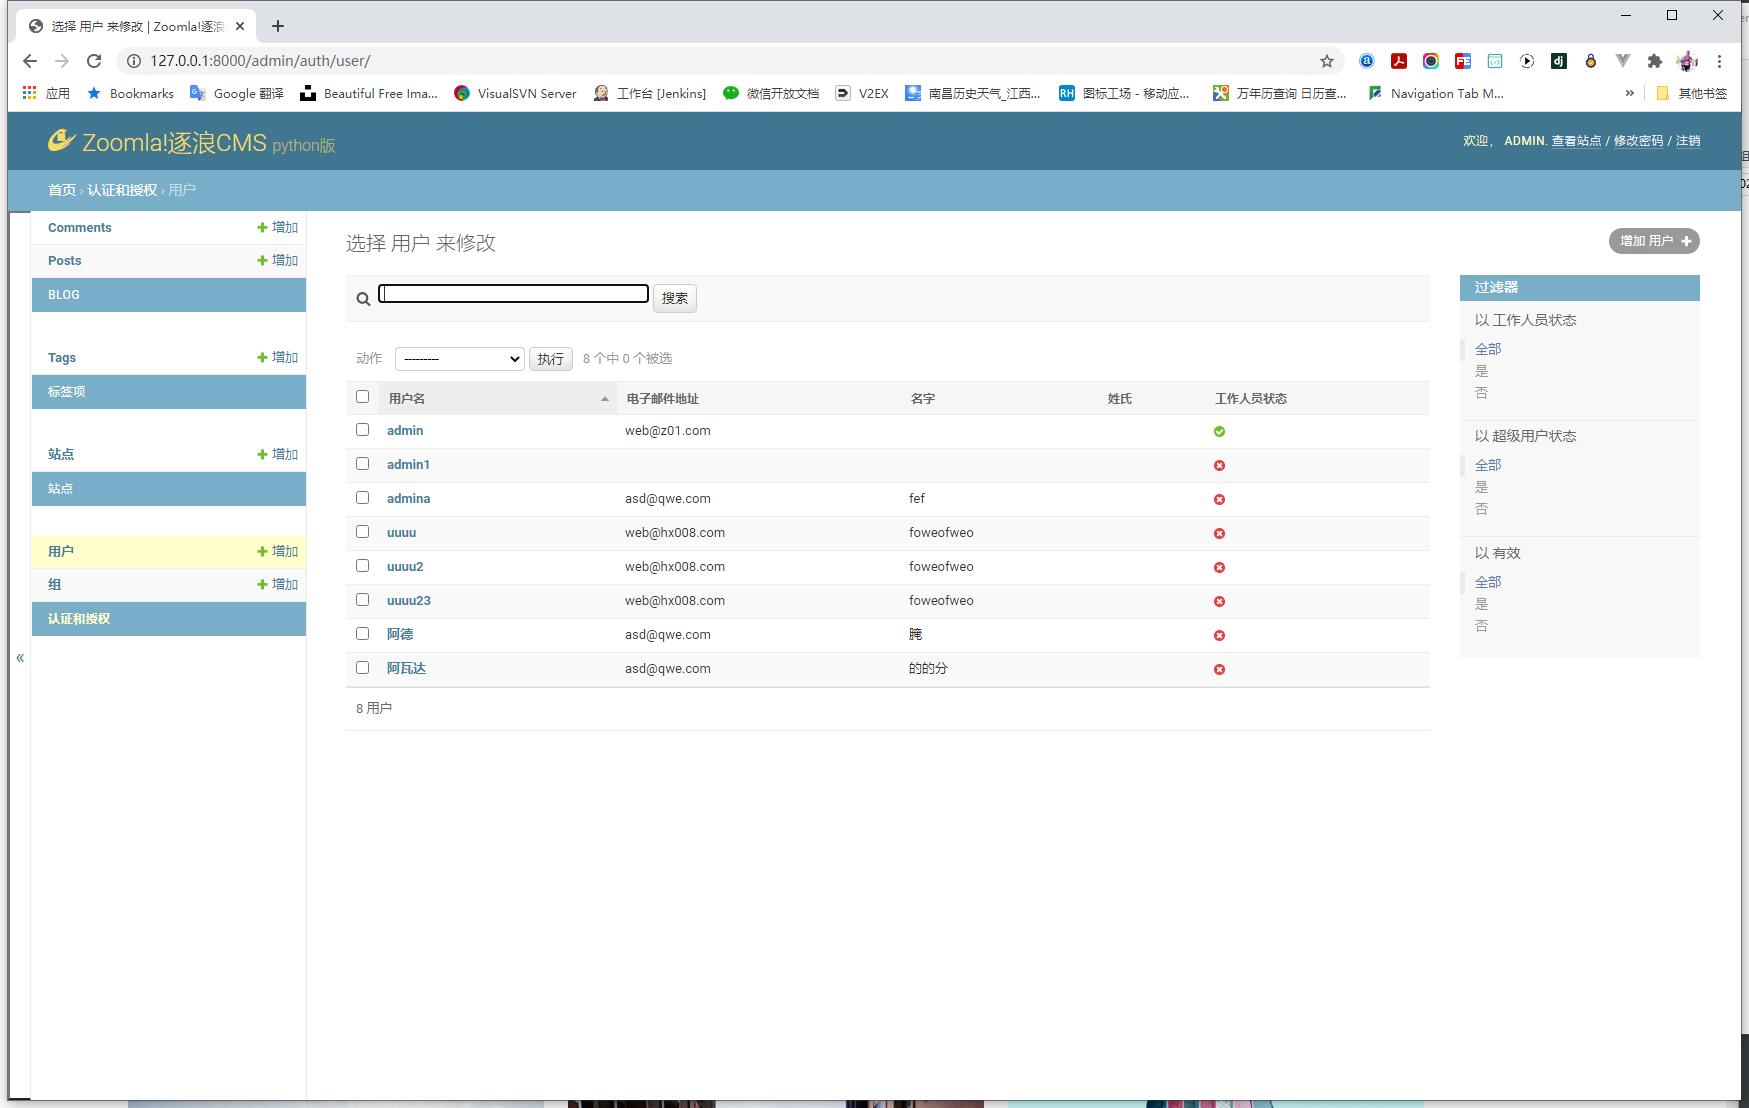 选择 用户 来修改 | Zoomla!逐浪
127.0.0.1:8000/admin/auth/user/
应用 Bookmarks Google 翻译 Beautiful Free Ima... VisualSVN Server 工作台 [Jenkins] 微信开放文档 V2EX 南昌历史天气_江西... RH 图标工场 - 移动应... 万年历查询 日历查... Navigation Tab M... » 其他书签
Zoomla!逐浪CMS python版
欢迎， ADMIN. 查看站点 / 修改密码 / 注销
首页 › 认证和授权 › 用户
Comments 增加
Posts 增加
BLOG
Tags 增加
标签项
站点 增加
站点
用户 增加
组 增加
认证和授权
«
选择 用户 来修改
增加 用户
搜索
动作 --------- 执行 8 个中 0 个被选
用户名 电子邮件地址 名字 姓氏 工作人员状态
admin web@z01.com
admin1
admina asd@qwe.com fef
uuuu web@hx008.com foweofweo
uuuu2 web@hx008.com foweofweo
uuuu23 web@hx008.com foweofweo
阿德 asd@qwe.com 腌
阿瓦达 asd@qwe.com 的的分
8 用户
过滤器
以 工作人员状态
全部
是
否
以 超级用户状态
全部
是
否
以 有效
全部
是
否